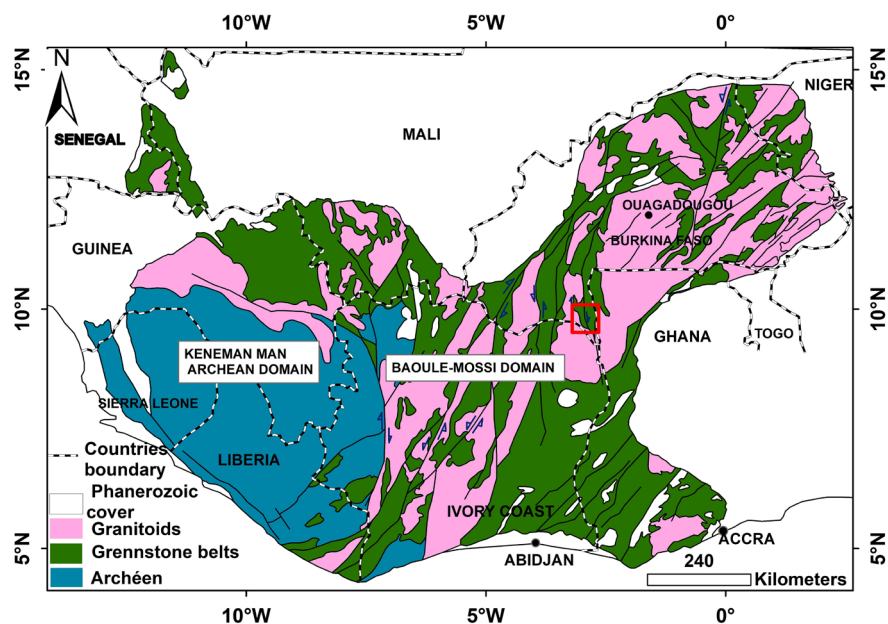 10°W 5°W 0°
15°N 15°N
N
NIGER
MALI
SENEGAL
OUAGADOUGOU
BURKINA FASO
GUINEA
10°N 10°N
GHANA
TOGO
KENEMAN MAN
ARCHEAN DOMAIN
BAOULE-MOSSI DOMAIN
SIERRA LEONE
LIBERIA
IVORY COAST
ACCRA
ABIDJAN
5°N 5°N
Countries
boundary
Phanerozoic
cover
Granitoids
Grennstone belts
Archéen
240
Kilometers
10°W 5°W 0°